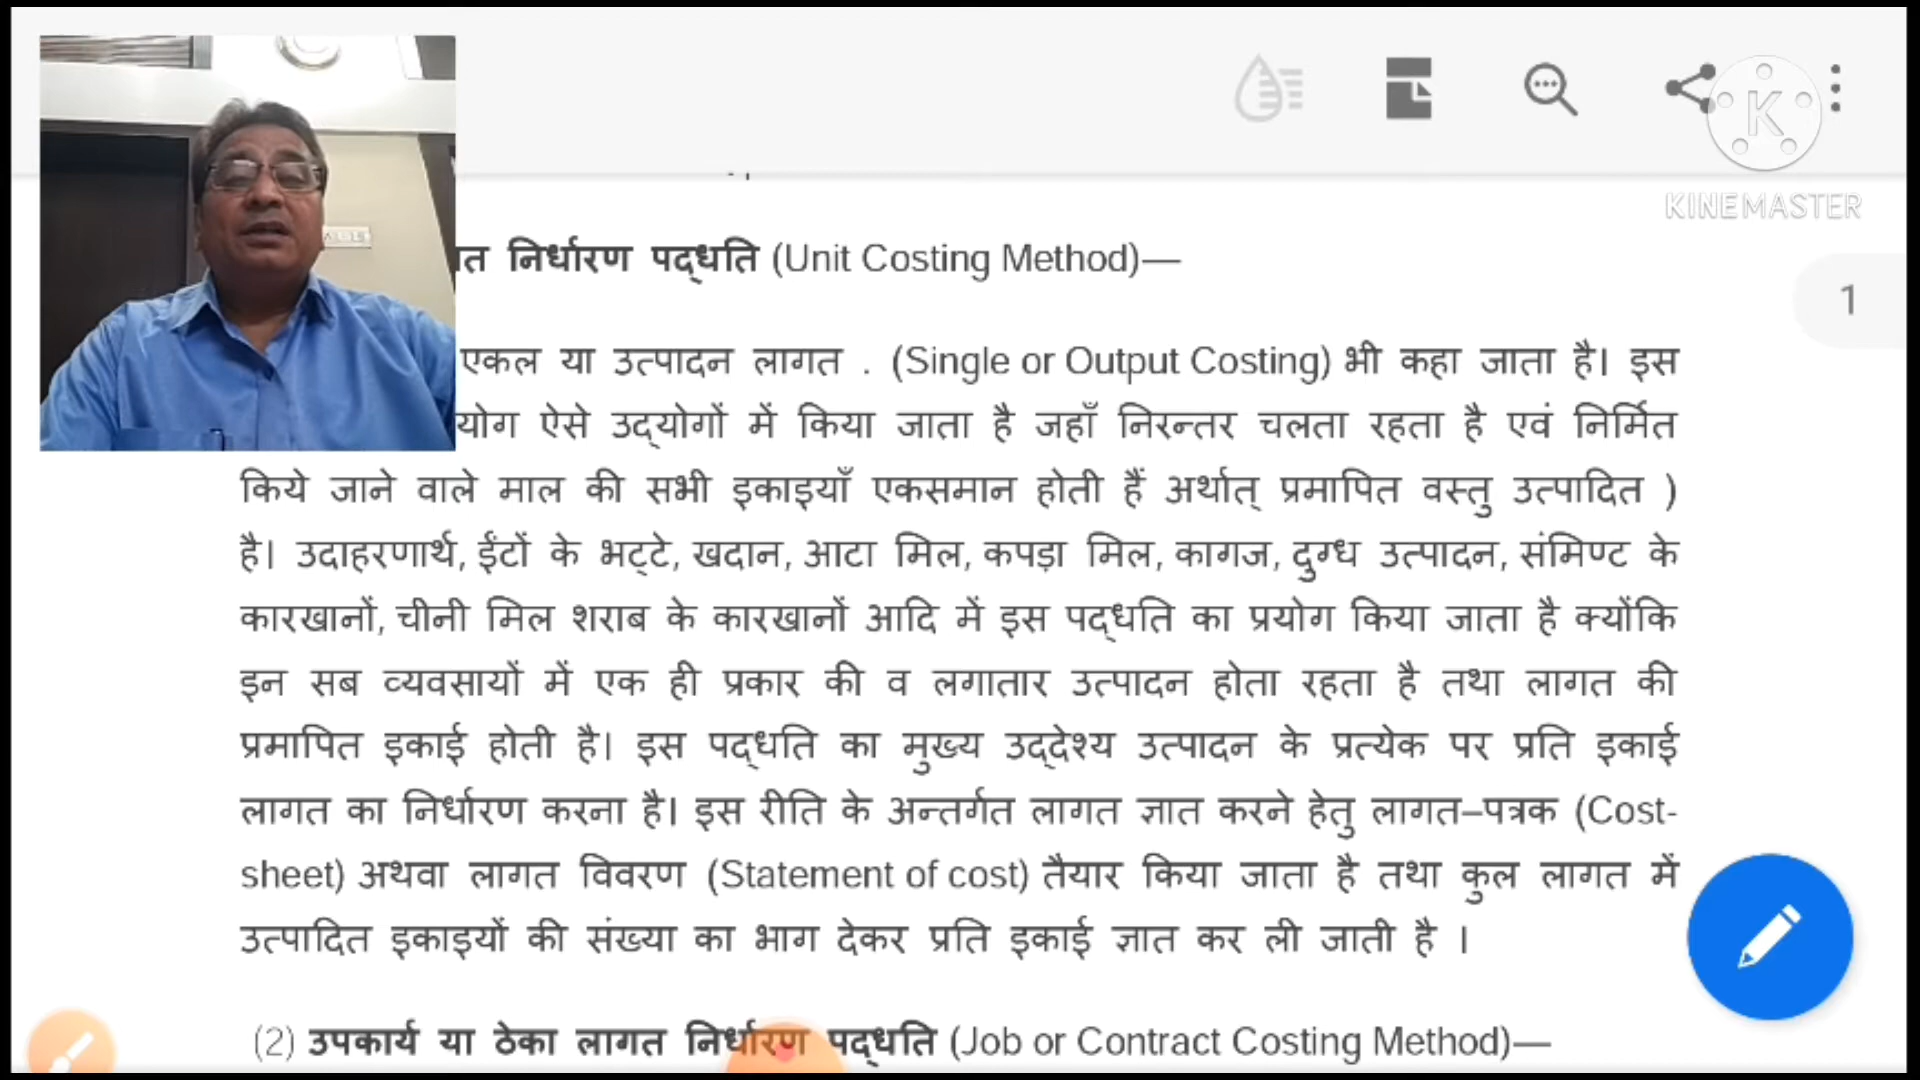 KINEMASTER
निर्धारण पद्धति (Unit Costing Method)—
1
एकल या उत्पादन लागत . (Single or Output Costing) भी कहा जाता है। इस
ऐसे उद्योगों में किया जाता है जहाँ निरन्तर चलता रहता है एवं निर्मित
किये जाने वाले माल की सभी इकाइयाँ एकसमान होती हैं अर्थात् प्रमापित वस्तु उत्पादित )
है। उदाहरणार्थ, ईंटों के भट्टे, खदान, आटा मिल, कपड़ा मिल, कागज, दुग्ध उत्पादन, संमिण्ट के
कारखानों, चीनी मिल शराब के कारखानों आदि में इस पद्धति का प्रयोग किया जाता है क्योंकि
इन सब व्यवसायों में एक ही प्रकार की व लगातार उत्पादन होता रहता है तथा लागत की
प्रमापित इकाई होती है। इस पद्धति का मुख्य उद्देश्य उत्पादन के प्रत्येक पर प्रति इकाई
लागत का निर्धारण करना है। इस रीति के अन्तर्गत लागत ज्ञात करने हेतु लागत–पत्रक (Cost-
sheet) अथवा लागत विवरण (Statement of cost) तैयार किया जाता है तथा कुल लागत में
उत्पादित इकाइयों की संख्या का भाग देकर प्रति इकाई ज्ञात कर ली जाती है ।
(2) उपकार्य या ठेका लागत निर्धारण पद्धति (Job or Contract Costing Method)—